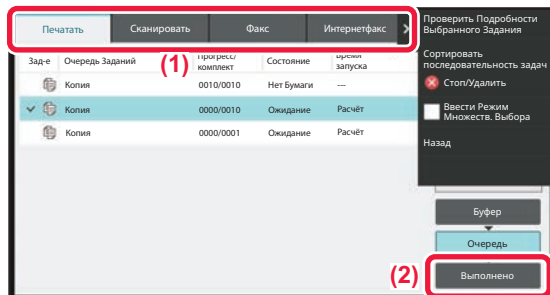 Печатать
Сканировать
Факс
Интернетфакс
Зад-е
Очередь Заданий
(1)
Прогресс/
комплект
Состояние
Время
запуска
Копия
0010/0010
Нет Бумаги
---
Копия
0000/0010
Ожидание
Расчёт
Копия
0000/0001
Ожидание
Расчёт
Проверить Подробности
Выбранного Задания
Сортировать
последовательность задач
Стоп/Удалить
Ввести Режим
Множеств. Выбора
Назад
Буфер
Очередь
(2)
Выполнено